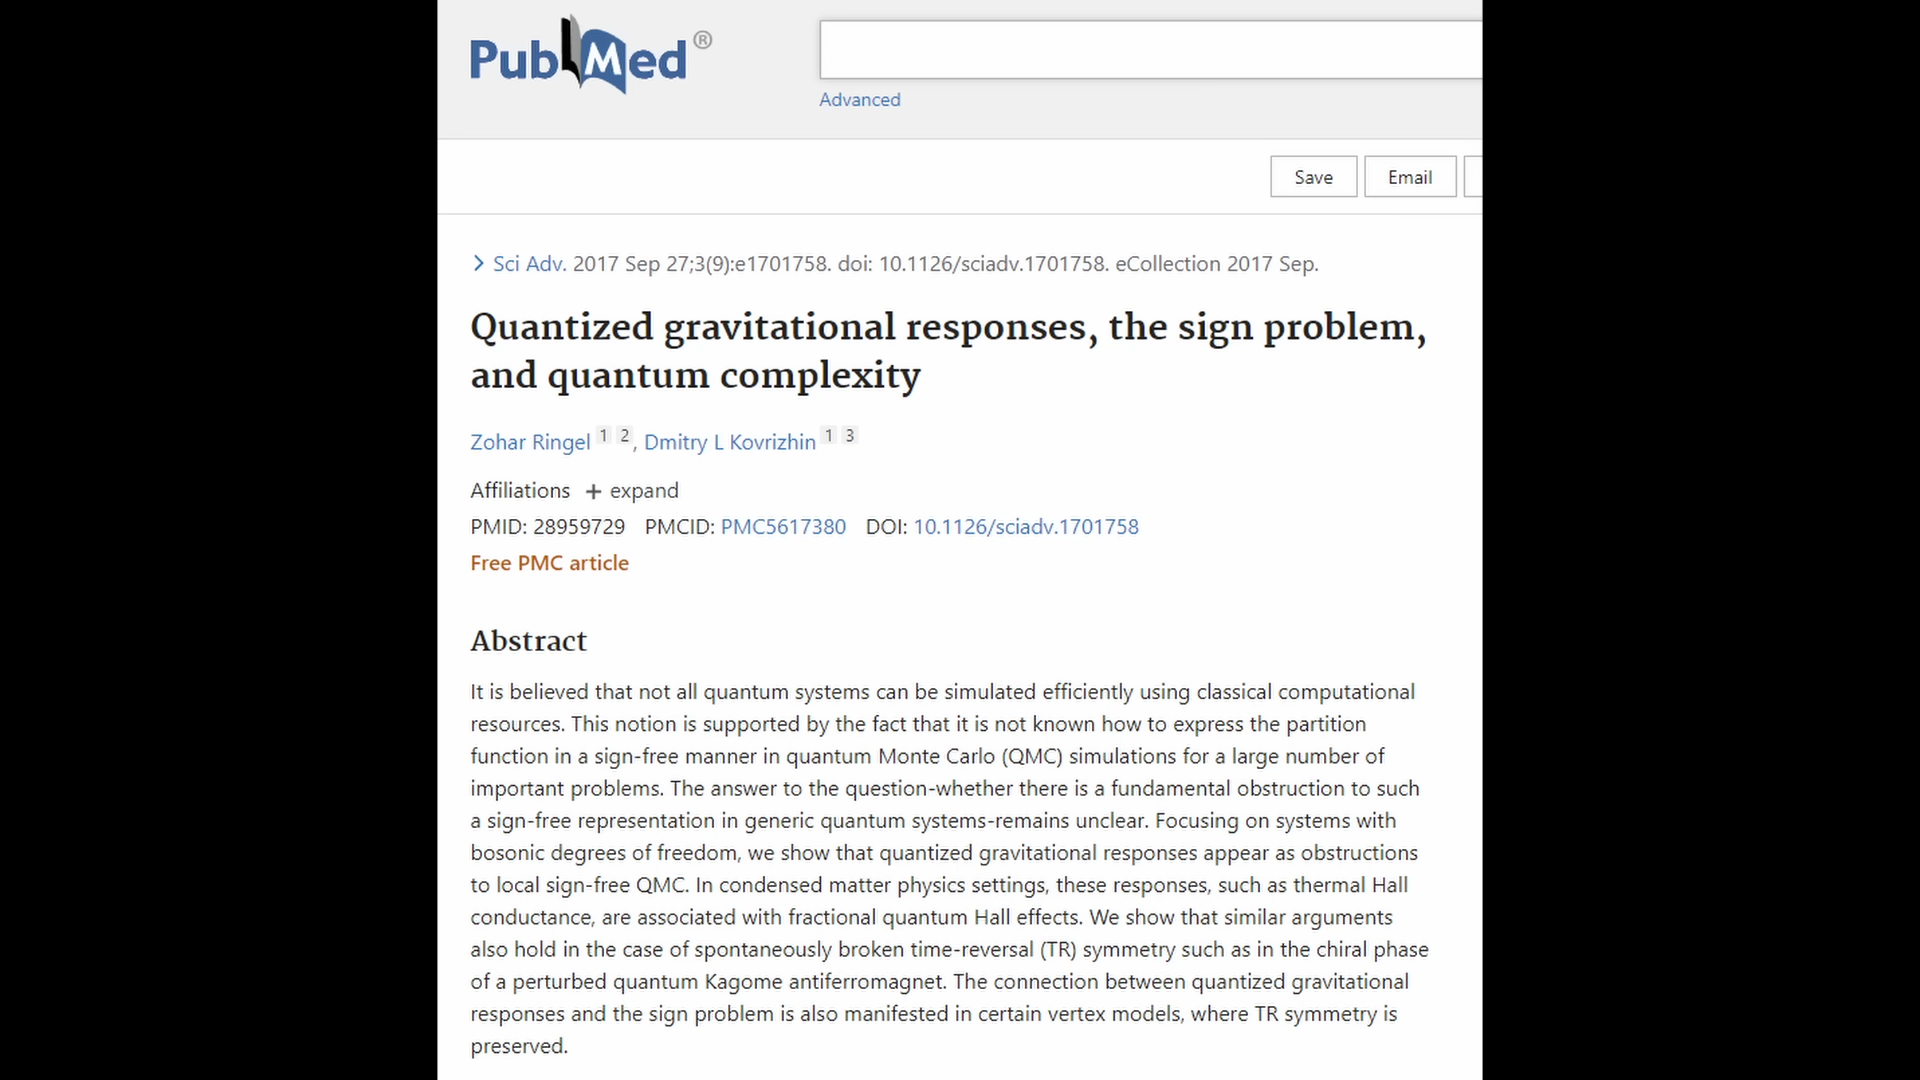 PubMed®
Advanced
Save Email
Sci Adv. 2017 Sep 27;3(9):e1701758. doi: 10.1126/sciadv.1701758. eCollection 2017 Sep.
Quantized gravitational responses, the sign problem,
and quantum complexity
Zohar Ringel 1 2, Dmitry L Kovrizhin 1 3
Affiliations + expand
PMID: 28959729 PMCID: PMC5617380 DOI: 10.1126/sciadv.1701758
Free PMC article
Abstract
It is believed that not all quantum systems can be simulated efficiently using classical computational
resources. This notion is supported by the fact that it is not known how to express the partition
function in a sign-free manner in quantum Monte Carlo (QMC) simulations for a large number of
important problems. The answer to the question-whether there is a fundamental obstruction to such
a sign-free representation in generic quantum systems-remains unclear. Focusing on systems with
bosonic degrees of freedom, we show that quantized gravitational responses appear as obstructions
to local sign-free QMC. In condensed matter physics settings, these responses, such as thermal Hall
conductance, are associated with fractional quantum Hall effects. We show that similar arguments
also hold in the case of spontaneously broken time-reversal (TR) symmetry such as in the chiral phase
of a perturbed quantum Kagome antiferromagnet. The connection between quantized gravitational
responses and the sign problem is also manifested in certain vertex models, where TR symmetry is
preserved.